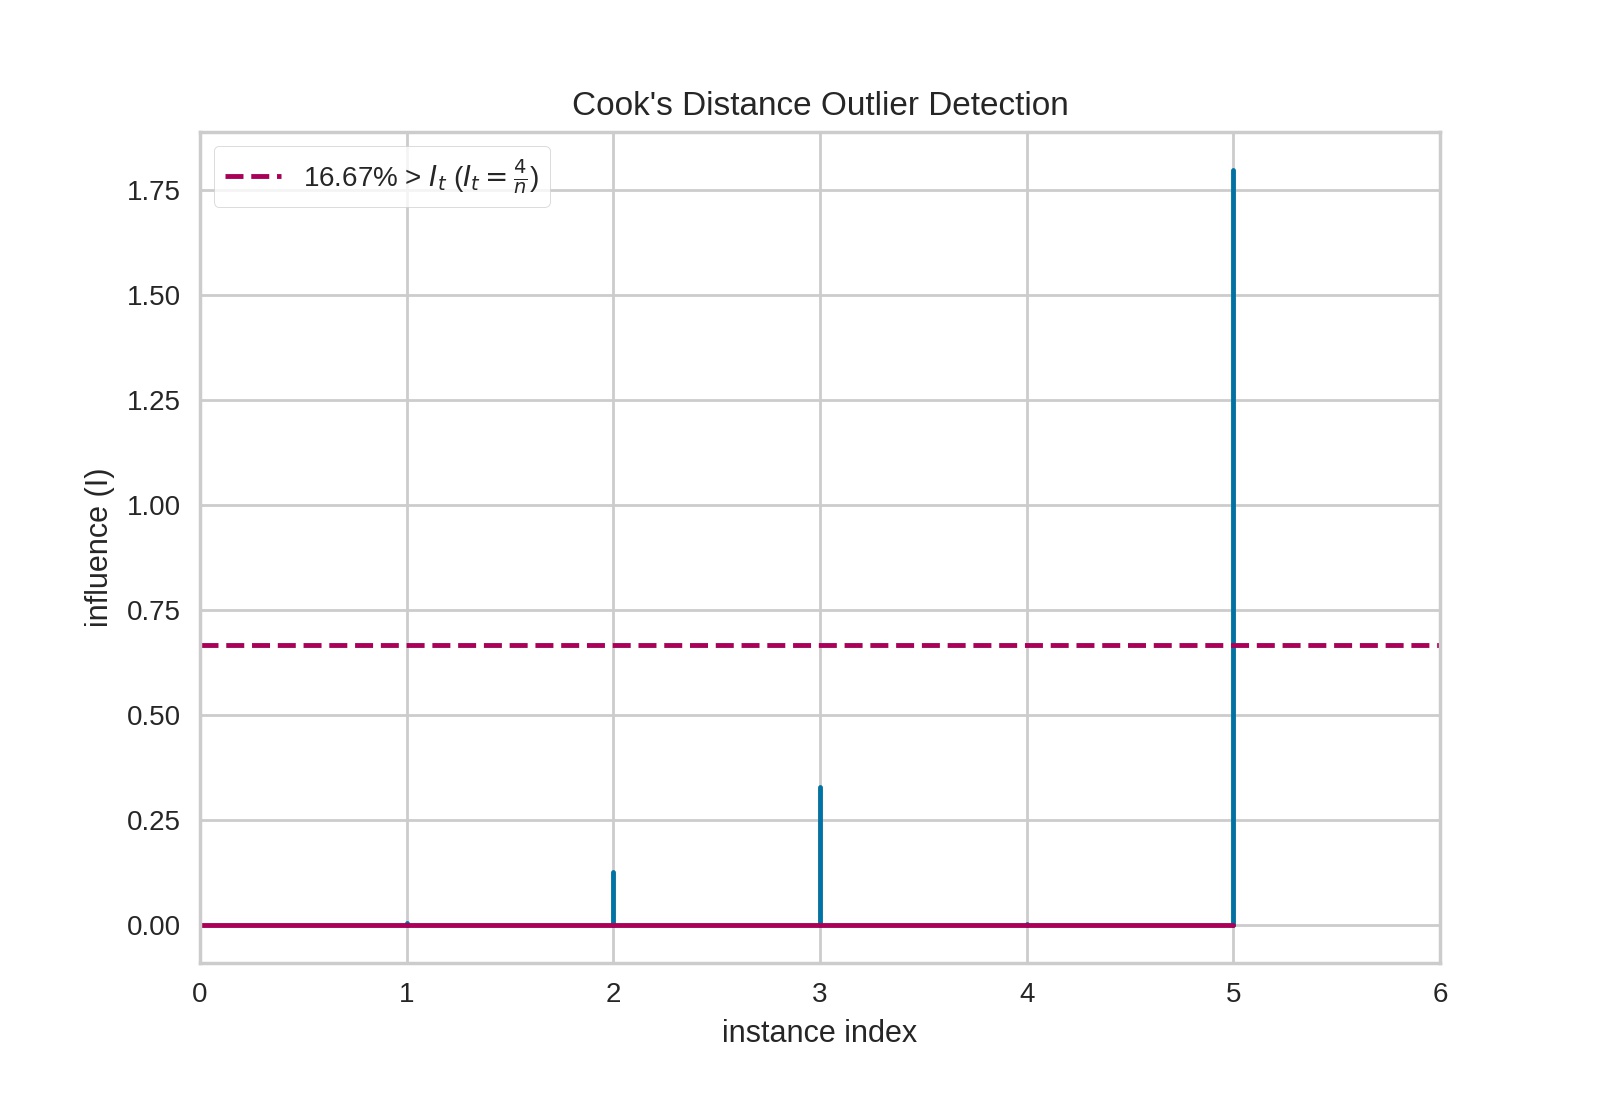 Cook's Distance Outlier Detection
16.67% > I_t (I_t = 4/n)
1.75
1.50
1.25
1.00
0.75
0.50
0.25
0.00
influence (I)
0 1 2 3 4 5 6
instance index